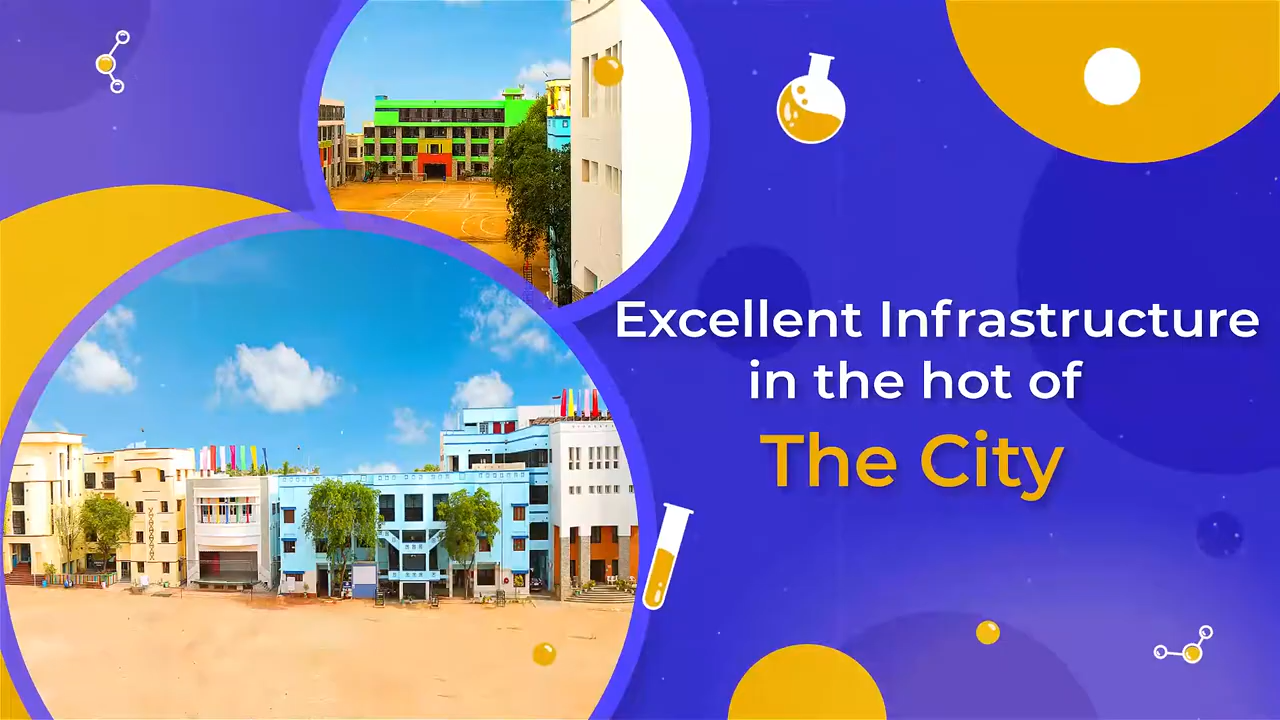 Excellent Infrastructure
in the hot of
The City